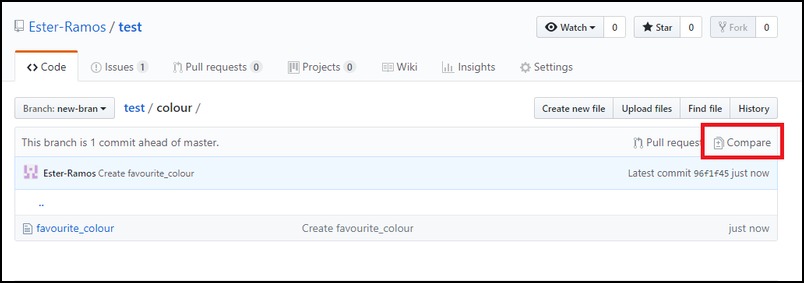 Ester-Ramos / test
Watch 0 Star 0 Fork 0
Code Issues 1 Pull requests 0 Projects 0 Wiki Insights Settings
Branch: new-bran test / colour /
Create new file Upload files Find file History
This branch is 1 commit ahead of master.
Pull request Compare
Ester-Ramos Create favourite_colour
Latest commit 96f1f45 just now
..
favourite_colour Create favourite_colour just now